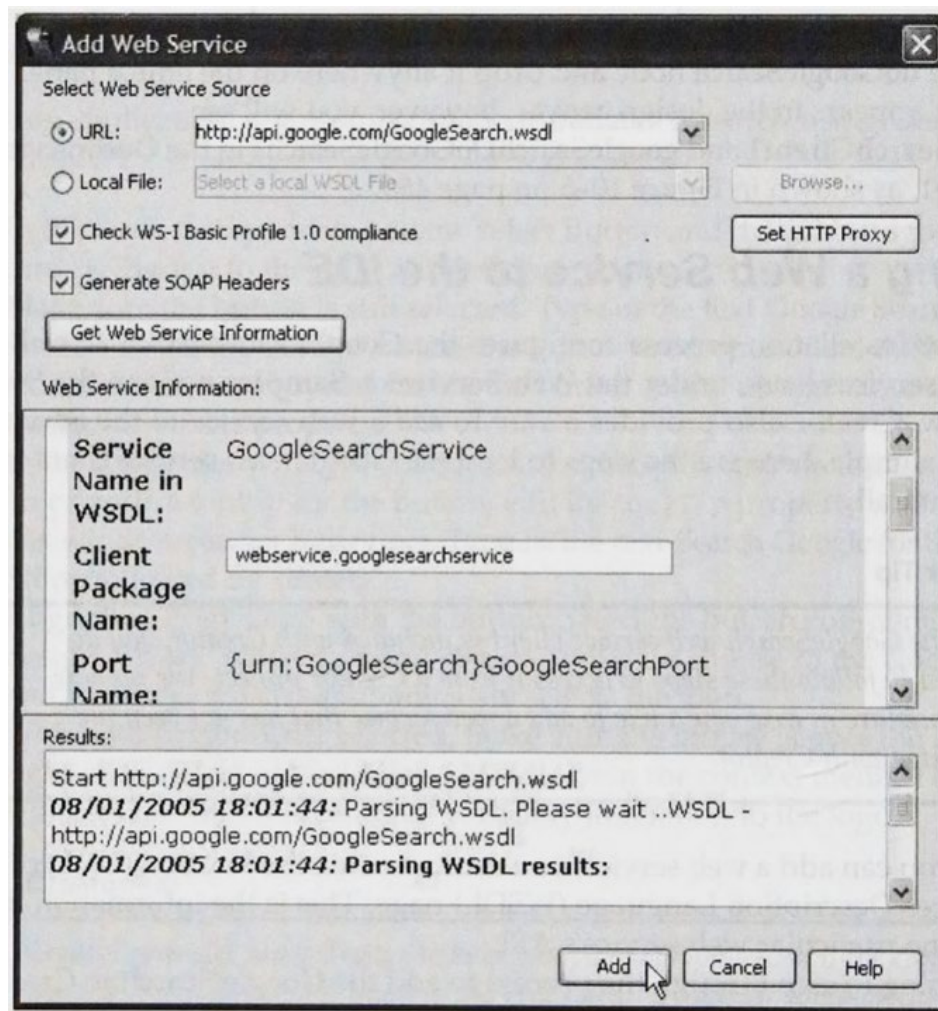 Add Web Service
Select Web Service Source
URL: http://api.google.com/GoogleSearch.wsdl
Local File: Select a local WSDL File Browse...
Check WS-I Basic Profile 1.0 compliance Set HTTP Proxy
Generate SOAP Headers
Get Web Service Information
Web Service Information:
Service GoogleSearchService
Name in
WSDL:
Client webservice.googlesearchservice
Package
Name:
Port {urn:GoogleSearch}GoogleSearchPort
Name:
Results:
Start http://api.google.com/GoogleSearch.wsdl
08/01/2005 18:01:44: Parsing WSDL Please wait...WSDL
http://api.google.com/GoogleSearch.wsdl
08/01/2005 18:01:44: Parsing WSDL results:
Add Cancel Help